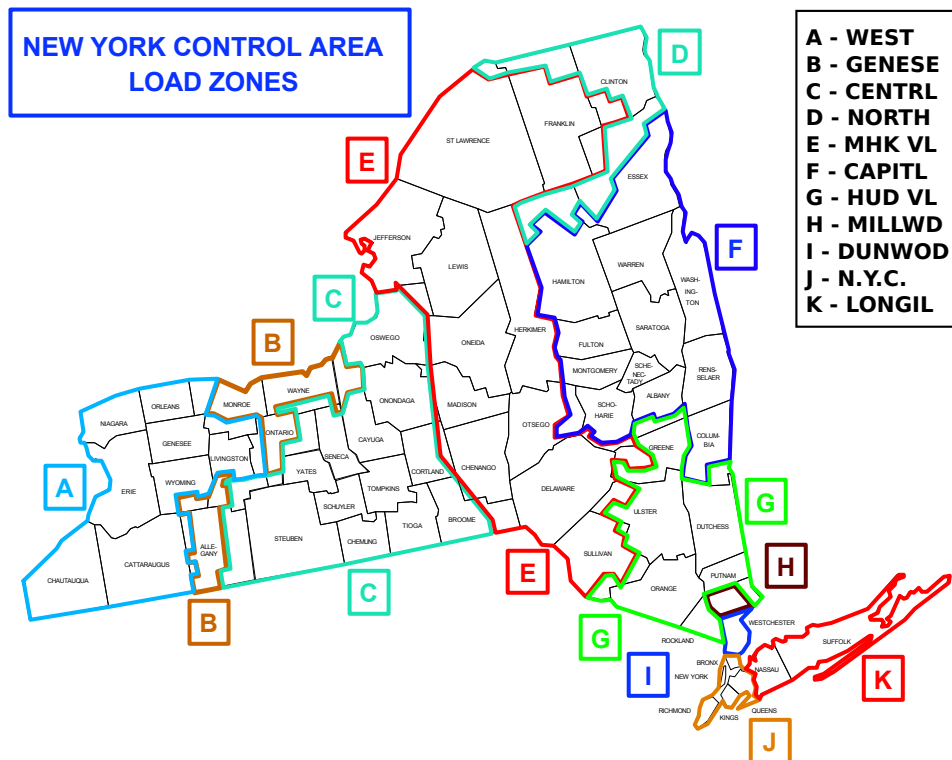 NEW YORK CONTROL AREA
LOAD ZONES
A - WEST
B - GENESE
C - CENTRL
D - NORTH
E - MHK VL
F - CAPITL
G - HUD VL
H - MILLWD
I - DUNWOD
J - N.Y.C.
K - LONGIL
D
CLINTON
FRANKLIN
ST LAWRENCE
E
ESSEX
JEFFERSON
LEWIS
F
WARREN
WASH-
ING-
TON
HAMILTON
C
B
OSWEGO
ONEIDA
HERKIMER
SARATOGA
FULTON
MONTGOMERY
SCHE-
NEC-
TADY
RENS-
SELAER
WAYNE
MONROE
ORLEANS
NIAGARA
ONONDAGA
MADISON
OTSEGO
SCHO-
HARIE
ALBANY
GENESEE
ONTARIO
CAYUGA
GREENE
COLUM-
BIA
LIVINGSTON
SENECA
YATES
CORTLAND
CHENANGO
A
ERIE
WYOMING
TOMPKINS
DELAWARE
G
SCHUYLER
ULSTER
DUTCHESS
BROOME
TIOGA
CHEMUNG
STEUBEN
ALLE-
GANY
CATTARAUGUS
CHAUTAUQUA
SULLIVAN
H
E
PUTNAM
ORANGE
C
B
G
ROCKLAND
WESTCHESTER
SUFFOLK
I
BRONX
NEW YORK
NASSAU
K
RICHMOND
KINGS
QUEENS
J